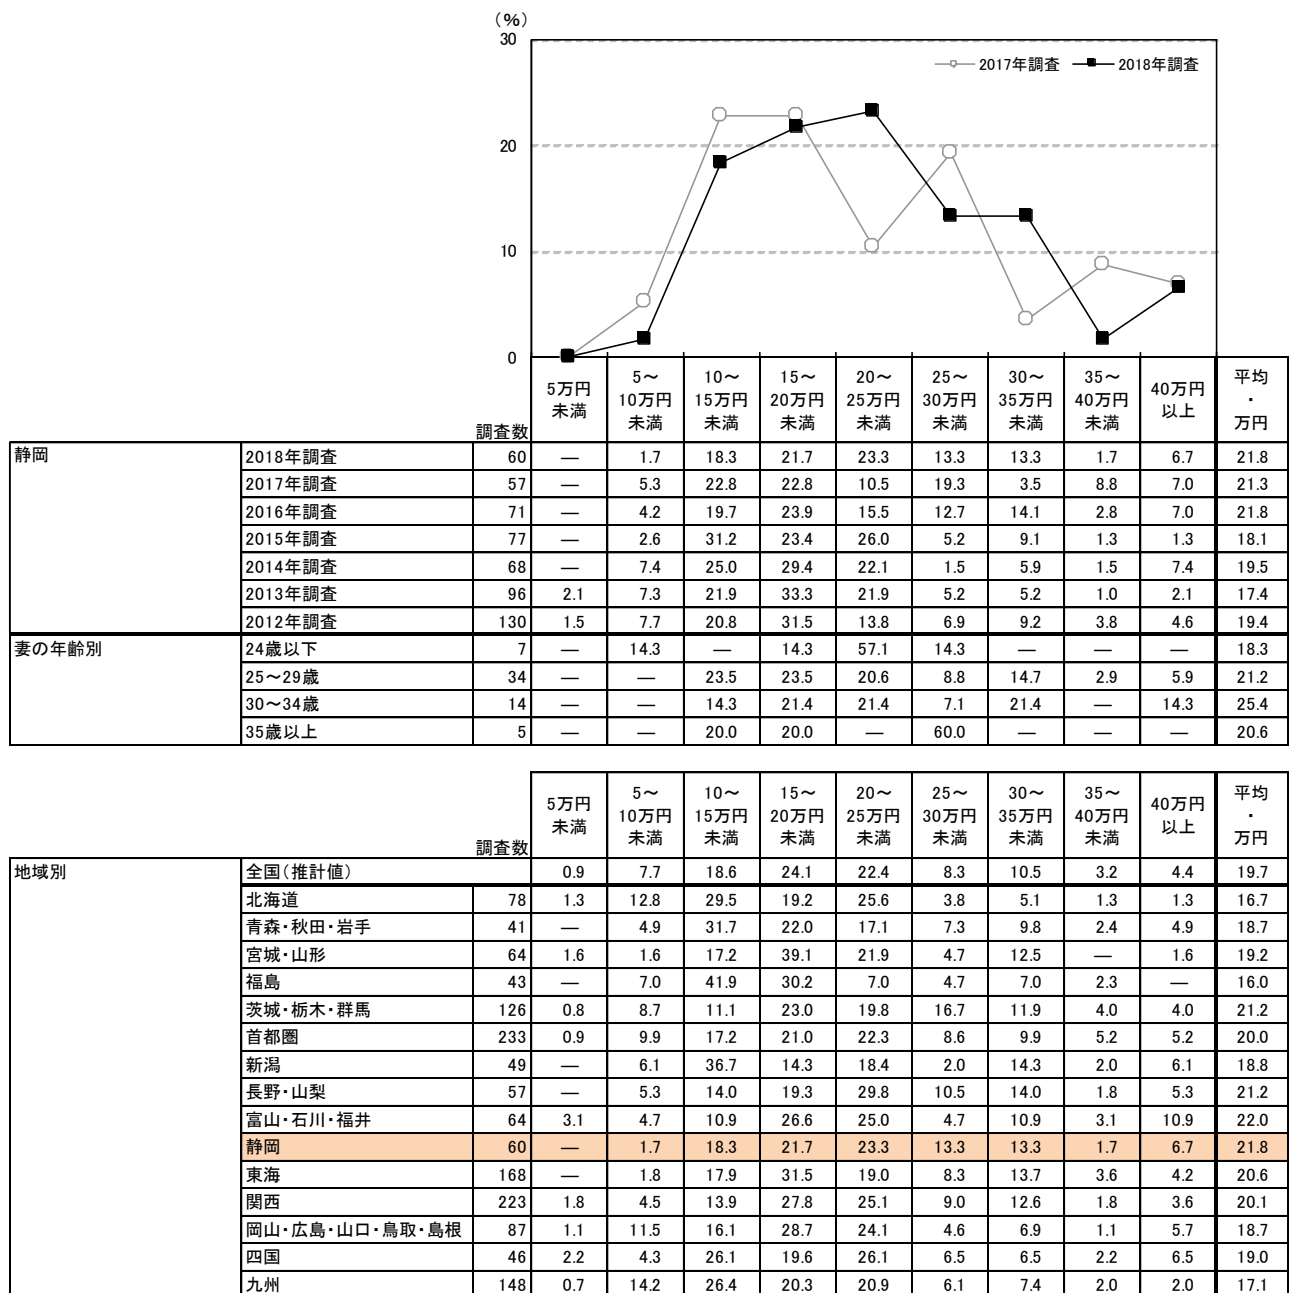 （%）
30
20
10
0
2017年調査 2018年調査
調査数 5万円未満 5～10万円未満 10～15万円未満 15～20万円未満 20～25万円未満 25～30万円未満 30～35万円未満 35～40万円未満 40万円以上 平均・万円
静岡 2018年調査 60 — 1.7 18.3 21.7 23.3 13.3 13.3 1.7 6.7 21.8
2017年調査 57 — 5.3 22.8 22.8 10.5 19.3 3.5 8.8 7.0 21.3
2016年調査 71 — 4.2 19.7 23.9 15.5 12.7 14.1 2.8 7.0 21.8
2015年調査 77 — 2.6 31.2 23.4 26.0 5.2 9.1 1.3 1.3 18.1
2014年調査 68 — 7.4 25.0 29.4 22.1 1.5 5.9 1.5 7.4 19.5
2013年調査 96 2.1 7.3 21.9 33.3 21.9 5.2 5.2 1.0 2.1 17.4
2012年調査 130 1.5 7.7 20.8 31.5 13.8 6.9 9.2 3.8 4.6 19.4
妻の年齢別 24歳以下 7 — 14.3 — 14.3 57.1 14.3 — — — 18.3
25～29歳 34 — — 23.5 23.5 20.6 8.8 14.7 2.9 5.9 21.2
30～34歳 14 — — 14.3 21.4 21.4 7.1 21.4 — 14.3 25.4
35歳以上 5 — — 20.0 20.0 — 60.0 — — — 20.6
調査数 5万円未満 5～10万円未満 10～15万円未満 15～20万円未満 20～25万円未満 25～30万円未満 30～35万円未満 35～40万円未満 40万円以上 平均・万円
地域別 全国（推計値） 0.9 7.7 18.6 24.1 22.4 8.3 10.5 3.2 4.4 19.7
北海道 78 1.3 12.8 29.5 19.2 25.6 3.8 5.1 1.3 1.3 16.7
青森・秋田・岩手 41 — 4.9 31.7 22.0 17.1 7.3 9.8 2.4 4.9 18.7
宮城・山形 64 1.6 1.6 17.2 39.1 21.9 4.7 12.5 — 1.6 19.2
福島 43 — 7.0 41.9 30.2 7.0 4.7 7.0 2.3 — 16.0
茨城・栃木・群馬 126 0.8 8.7 11.1 23.0 19.8 16.7 11.9 4.0 4.0 21.2
首都圏 233 0.9 9.9 17.2 21.0 22.3 8.6 9.9 5.2 5.2 20.0
新潟 49 — 6.1 36.7 14.3 18.4 2.0 14.3 2.0 6.1 18.8
長野・山梨 57 — 5.3 14.0 19.3 29.8 10.5 14.0 1.8 5.3 21.2
富山・石川・福井 64 3.1 4.7 10.9 26.6 25.0 4.7 10.9 3.1 10.9 22.0
静岡 60 — 1.7 18.3 21.7 23.3 13.3 13.3 1.7 6.7 21.8
東海 168 — 1.8 17.9 31.5 19.0 8.3 13.7 3.6 4.2 20.6
関西 223 1.8 4.5 13.9 27.8 25.1 9.0 12.6 1.8 3.6 20.1
岡山・広島・山口・鳥取・島根 87 1.1 11.5 16.1 28.7 24.1 4.6 6.9 1.1 5.7 18.7
四国 46 2.2 4.3 26.1 19.6 26.1 6.5 6.5 2.2 6.5 19.0
九州 148 0.7 14.2 26.4 20.3 20.9 6.1 7.4 2.0 2.0 17.1